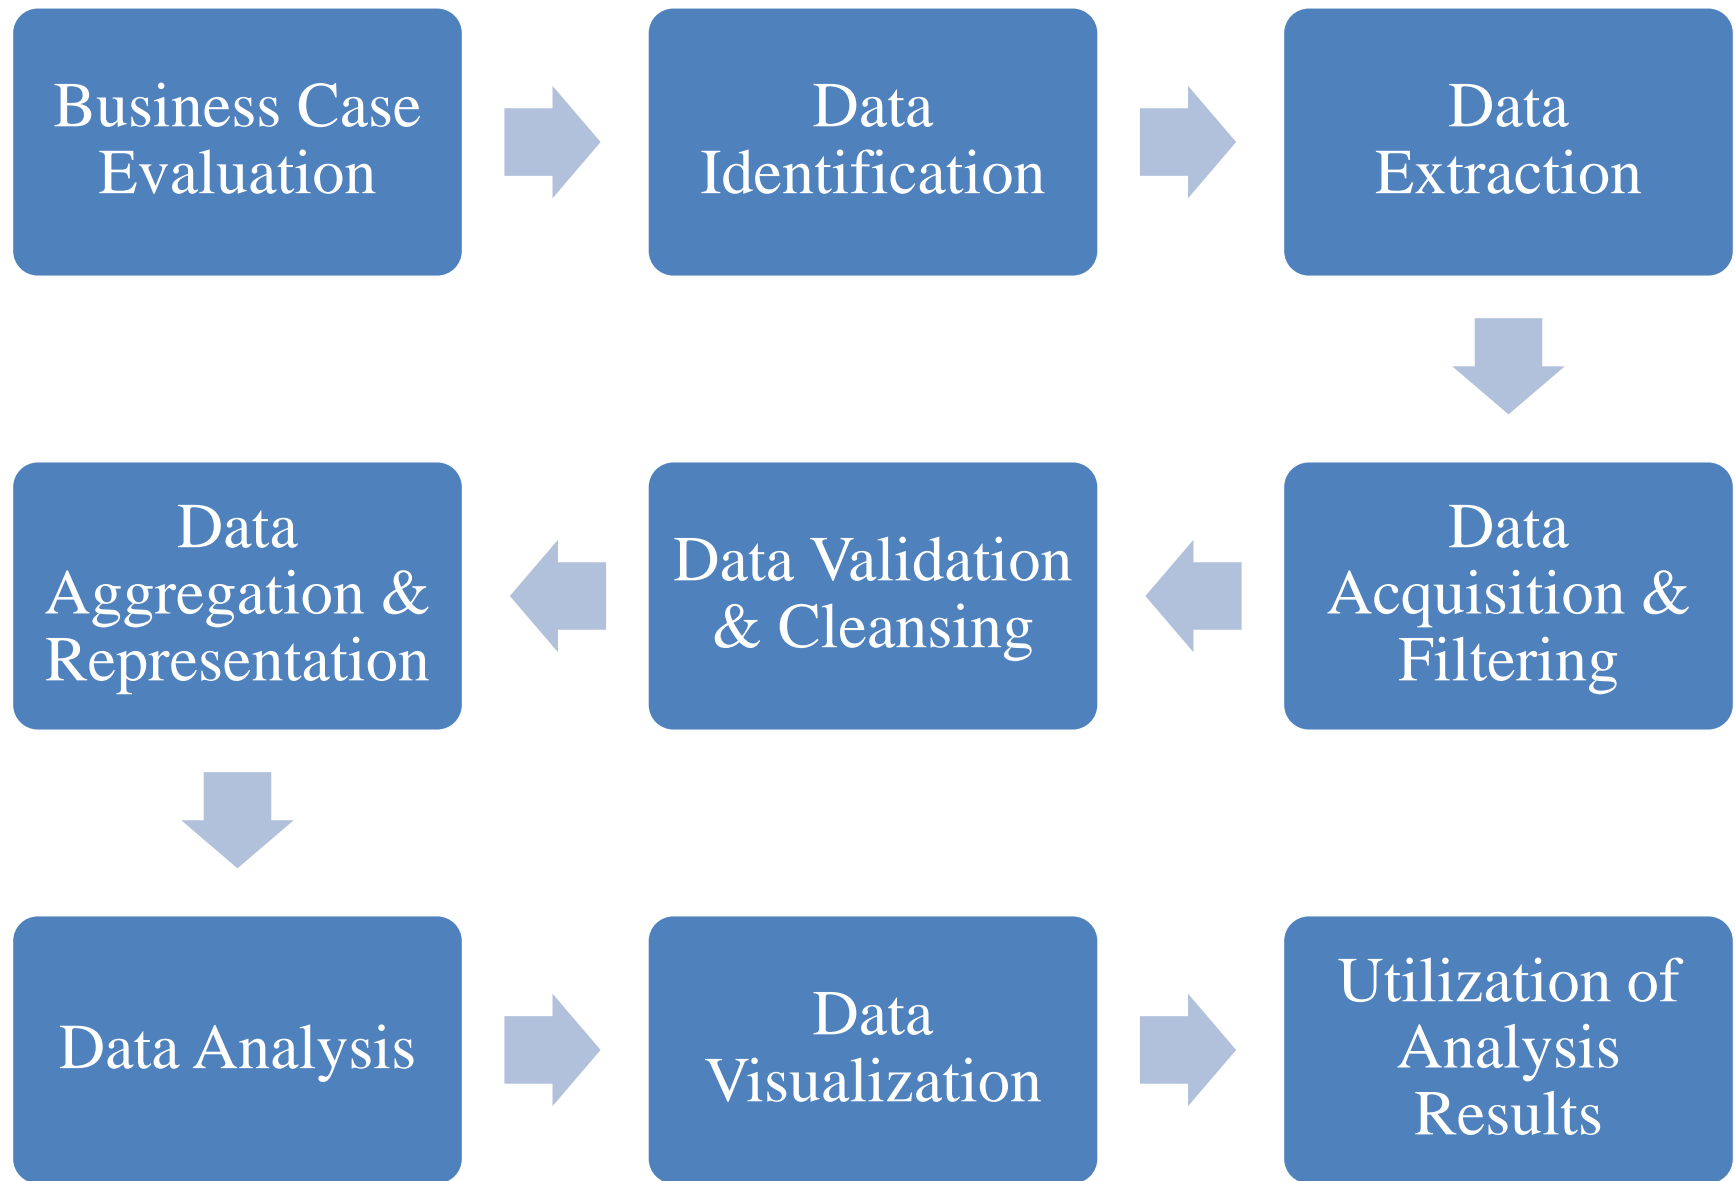 Business Case
Evaluation
Data
Identification
Data
Extraction
Data
Acquisition &
Filtering
Data Validation
& Cleansing
Data
Aggregation &
Representation
Data Analysis
Data
Visualization
Utilization of
Analysis
Results